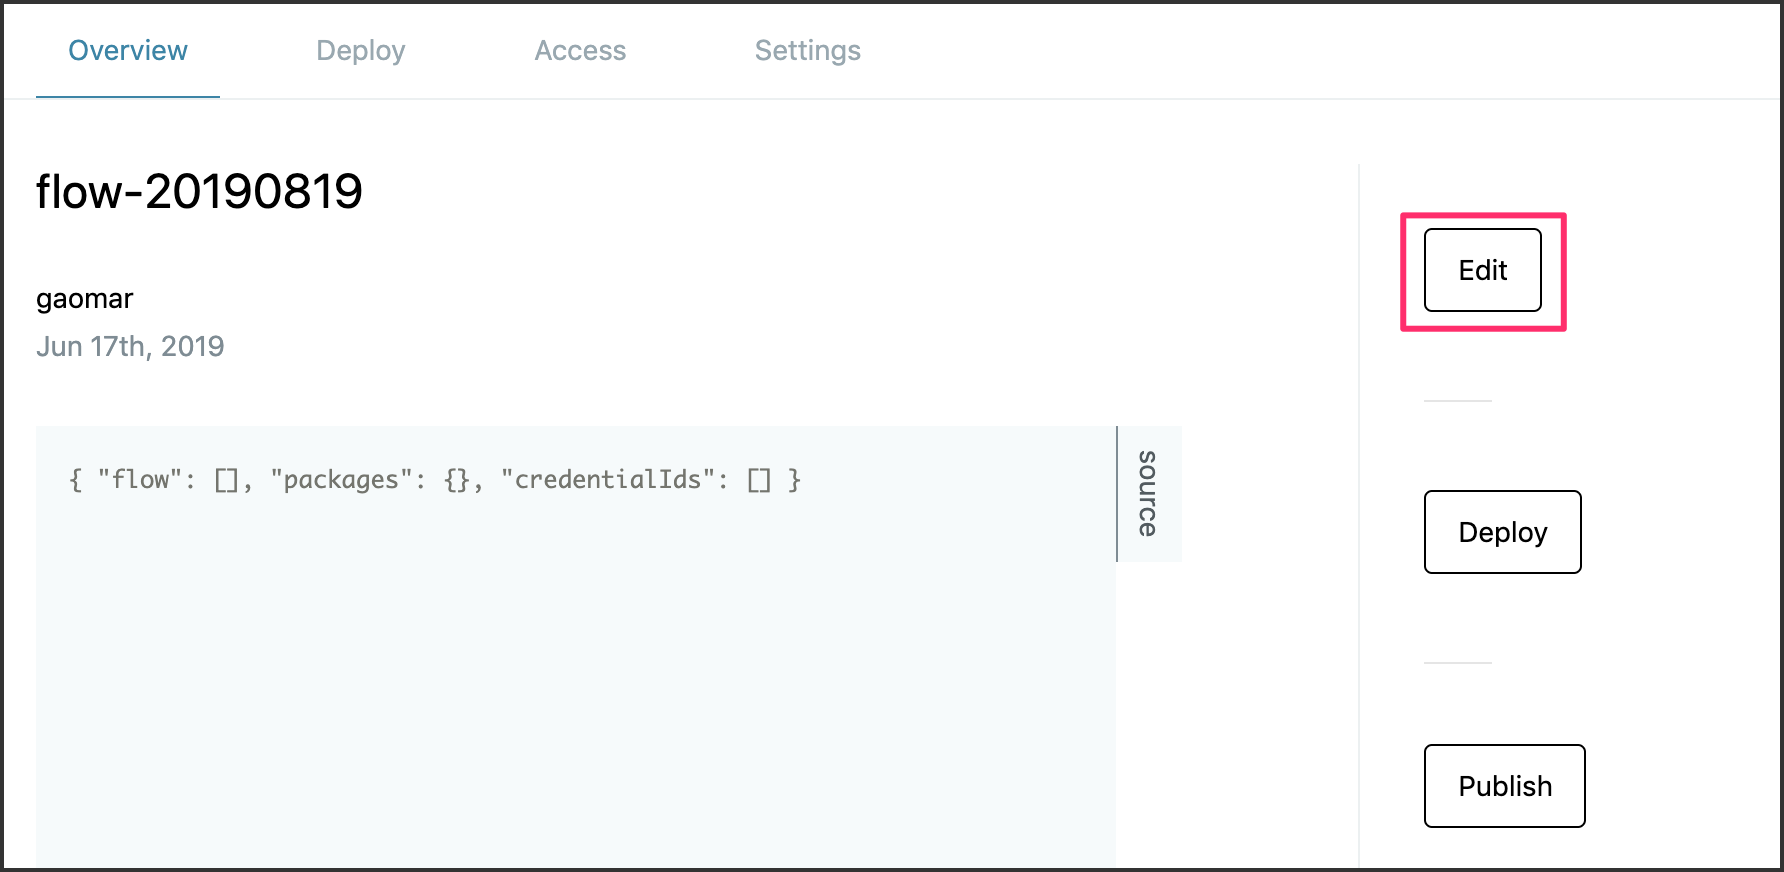 Overview Deploy Access Settings
flow-20190819
gaomar
Jun 17th, 2019
{ "flow": [], "packages": {}, "credentialIds": [] }
source
Edit
Deploy
Publish